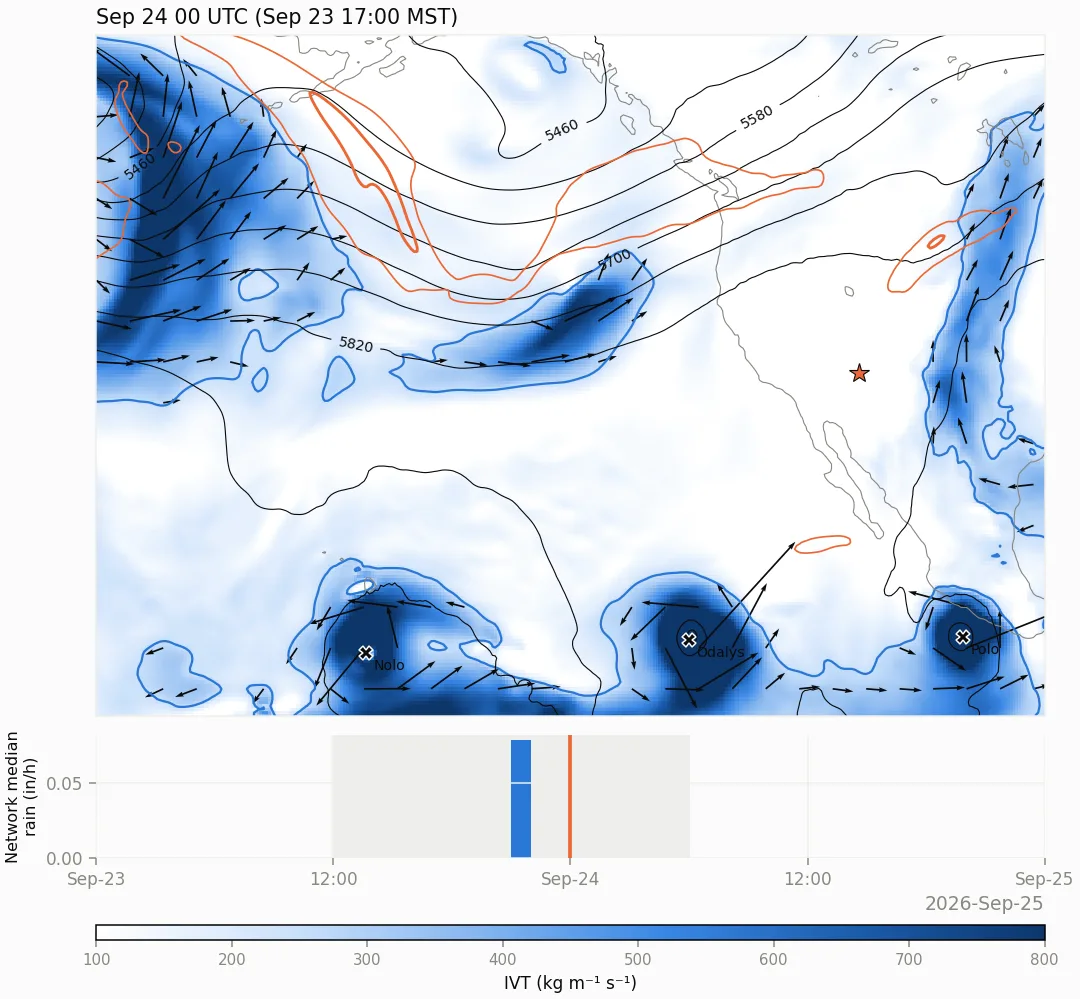 Sep 24 00 UTC (Sep 23 17:00 MST)
5460
5580
5460
5700
5820
Nolo
Odalys
Polo
Network median
rain (in/h)
0.05
0.00
Sep-23
12:00
Sep-24
12:00
Sep-25
2026-Sep-25
100
200
300
400
500
600
700
800
IVT (kg m⁻¹ s⁻¹)